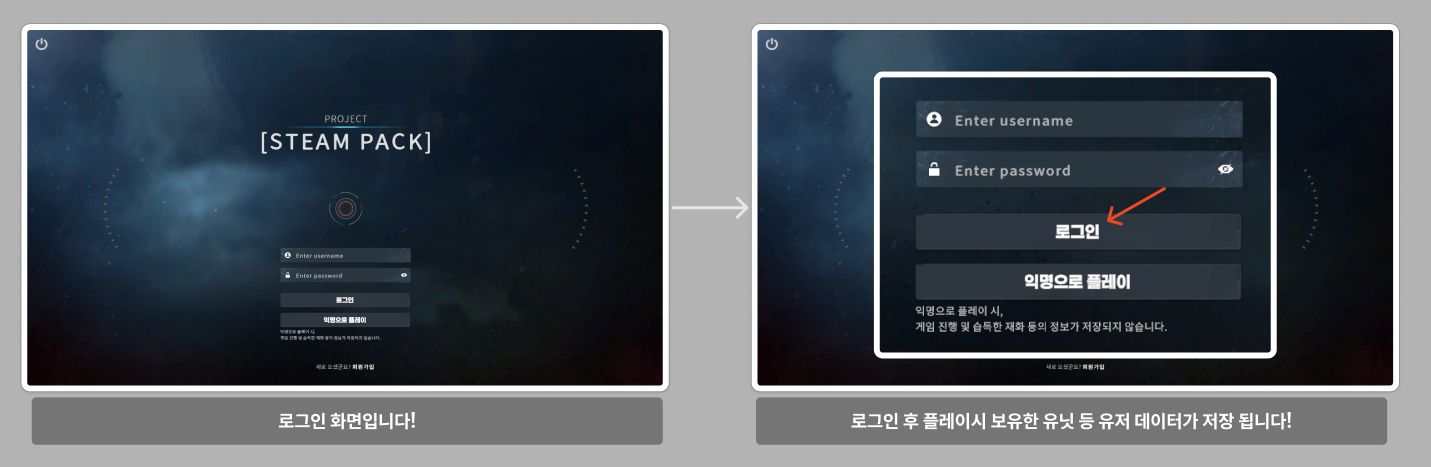 PROJECT
[STEAM PACK]
Enter username
Enter password
로그인
익명으로 플레이
익명으로 플레이 시,
게임 진행 및 습득한 재화 등의 정보가 저장되지 않습니다.
새로 오셨군요? 회원가입
로그인 화면입니다!
Enter username
Enter password
로그인
익명으로 플레이
익명으로 플레이 시,
게임 진행 및 습득한 재화 등의 정보가 저장되지 않습니다.
새로 오셨군요? 회원가입
로그인 후 플레이시 보유한 유닛 등 유저 데이터가 저장 됩니다!